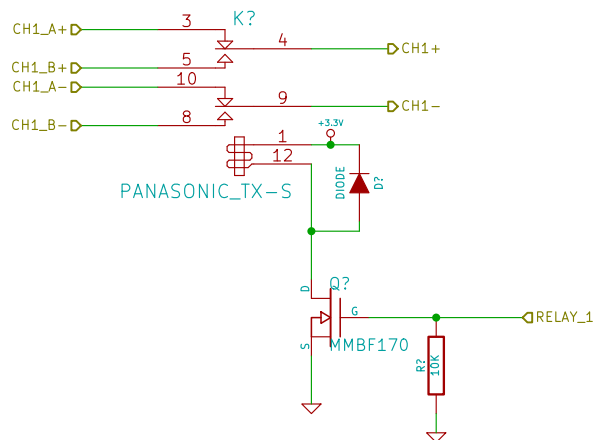 K?
CH1_A+ 3
4 CH1+
CH1_B+ 5
CH1_A- 10
9 CH1-
CH1_B- 8
+3.3V
1
12
PANASONIC_TX-S
DIODE
D?
Q?
D
G
S
MMBF170
RELAY_1
R?
10K